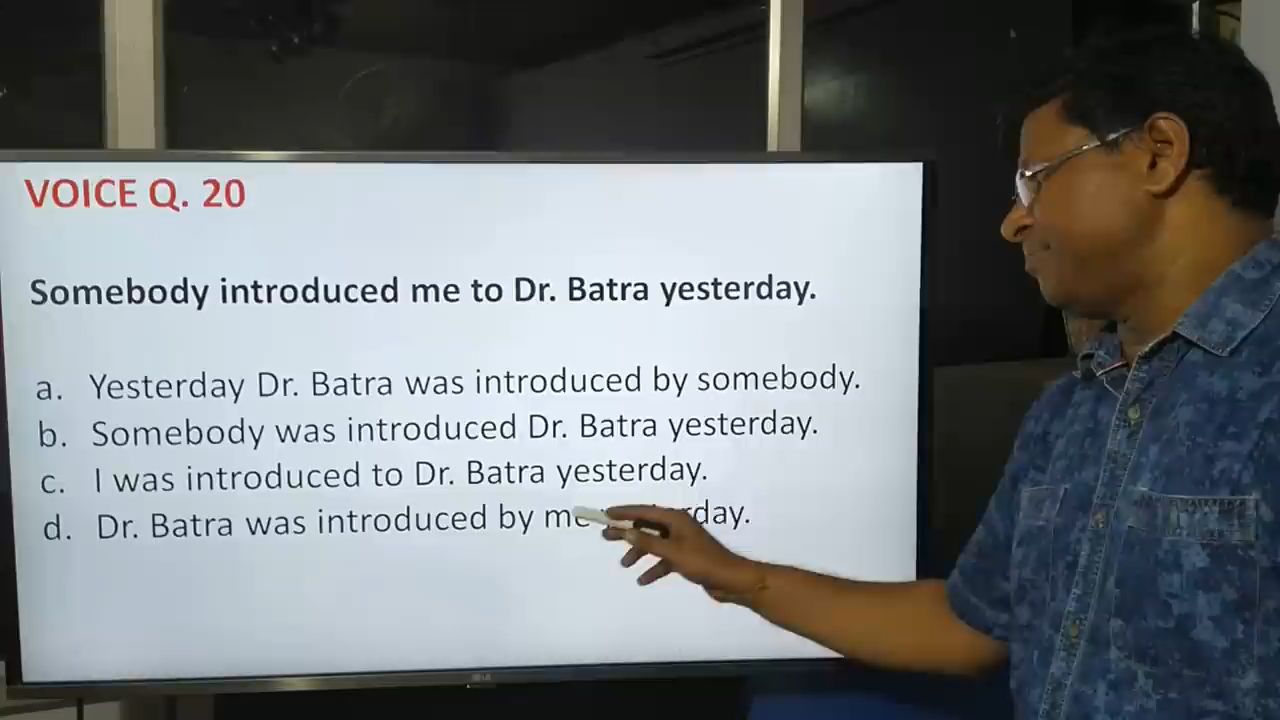 VOICE Q. 20
Somebody introduced me to Dr. Batra yesterday.
a. Yesterday Dr. Batra was introduced by somebody.
b. Somebody was introduced Dr. Batra yesterday.
c. I was introduced to Dr. Batra yesterday.
d. Dr. Batra was introduced by me